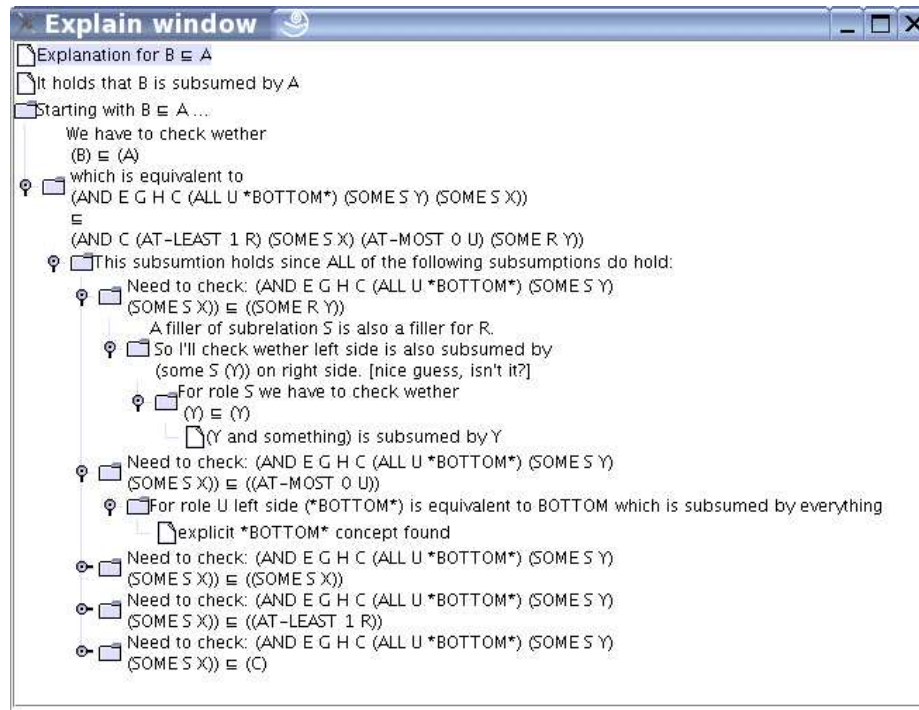 Explain window
Explanation for B ⊑ A
It holds that B is subsumed by A
Starting with B ⊑ A ...
We have to check wether
(B) ⊑ (A)
which is equivalent to
(AND E G H C (ALL U *BOTTOM*) (SOME S Y) (SOME S X))
⊑
(AND C (AT-LEAST 1 R) (SOME S X) (AT-MOST 0 U) (SOME R Y))
This subsumtion holds since ALL of the following subsumptions do hold:
Need to check: (AND E G H C (ALL U *BOTTOM*) (SOME S Y)
(SOME S X)) ⊑ ((SOME R Y))
A filler of subrelation S is also a filler for R.
So I'll check wether left side is also subsumed by
(some S (Y)) on right side. [nice guess, isn't it?]
For role S we have to check wether
(Y) ⊑ (Y)
(Y and something) is subsumed by Y
Need to check: (AND E G H C (ALL U *BOTTOM*) (SOME S Y)
(SOME S X)) ⊑ ((AT-MOST 0 U))
For role U left side (*BOTTOM*) is equivalent to BOTTOM which is subsumed by everything
explicit *BOTTOM* concept found
Need to check: (AND E G H C (ALL U *BOTTOM*) (SOME S Y)
(SOME S X)) ⊑ ((SOME S X))
Need to check: (AND E G H C (ALL U *BOTTOM*) (SOME S Y)
(SOME S X)) ⊑ ((AT-LEAST 1 R))
Need to check: (AND E G H C (ALL U *BOTTOM*) (SOME S Y)
(SOME S X)) ⊑ (C)